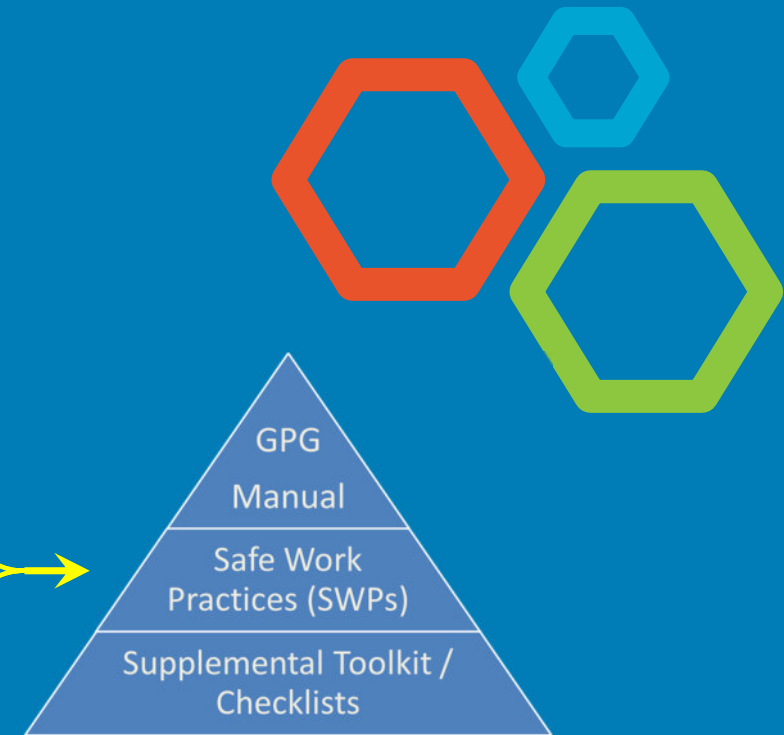 GPG
Manual
Safe Work
Practices (SWPs)
Supplemental Toolkit /
Checklists